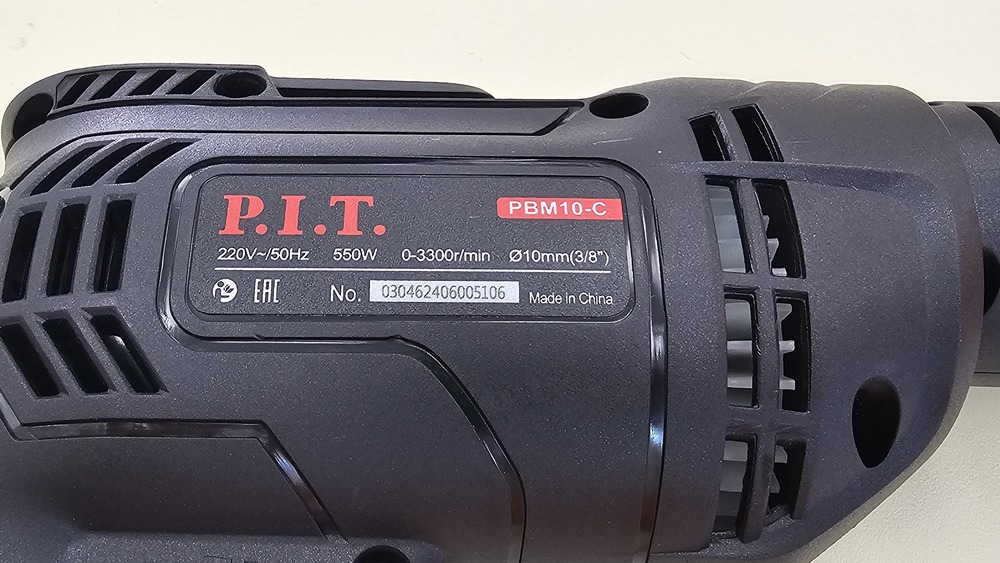 P.I.T. PBM10-C
220V~/50Hz 550W 0-3300r/min Ø10mm(3/8")
EAC No. 030462406005106 Made in China